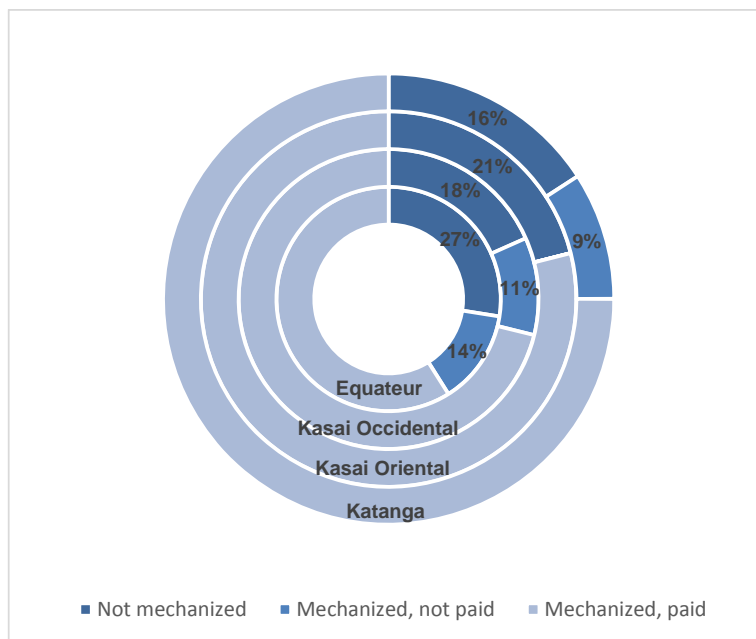 16%
21%
18%
27%
9%
11%
14%
Equateur
Kasai Occidental
Kasai Oriental
Katanga
Not mechanized Mechanized, not paid Mechanized, paid